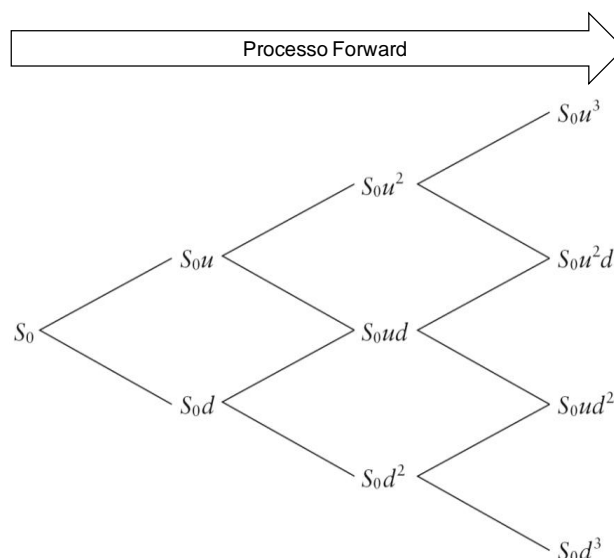 Processo Forward
S₀u³
S₀u²
S₀u
S₀u²d
S₀
S₀ud
S₀d
S₀ud²
S₀d²
S₀d³